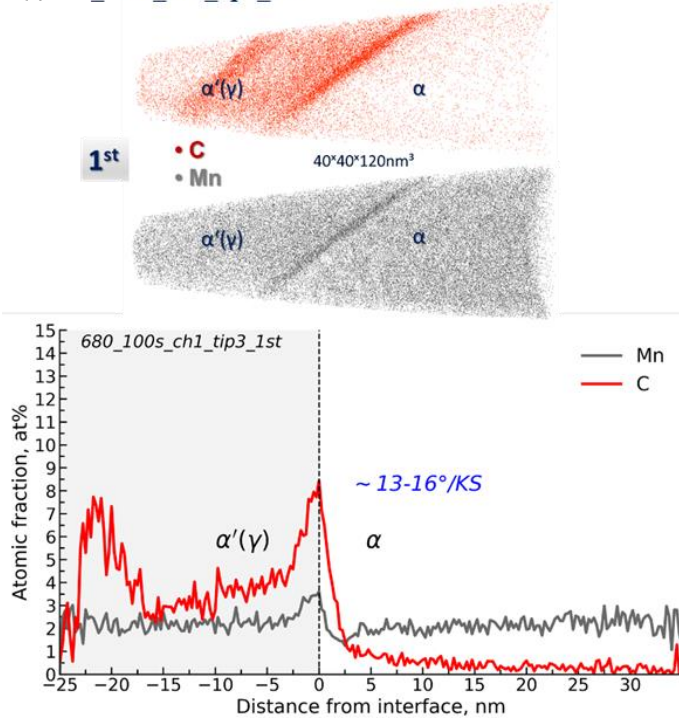 α'(γ)
α
1st
• C
• Mn
40*40*120nm³
α'(γ)
α
15
14
13
12
11
10
9
8
7
6
5
4
3
2
1
0
Atomic fraction, at%
680_100s_ch1_tip3_1st
Mn
C
~ 13-16°/KS
α'(γ)
α
−25 −20 −15 −10 −5 0 5 10 15 20 25 30
Distance from interface, nm